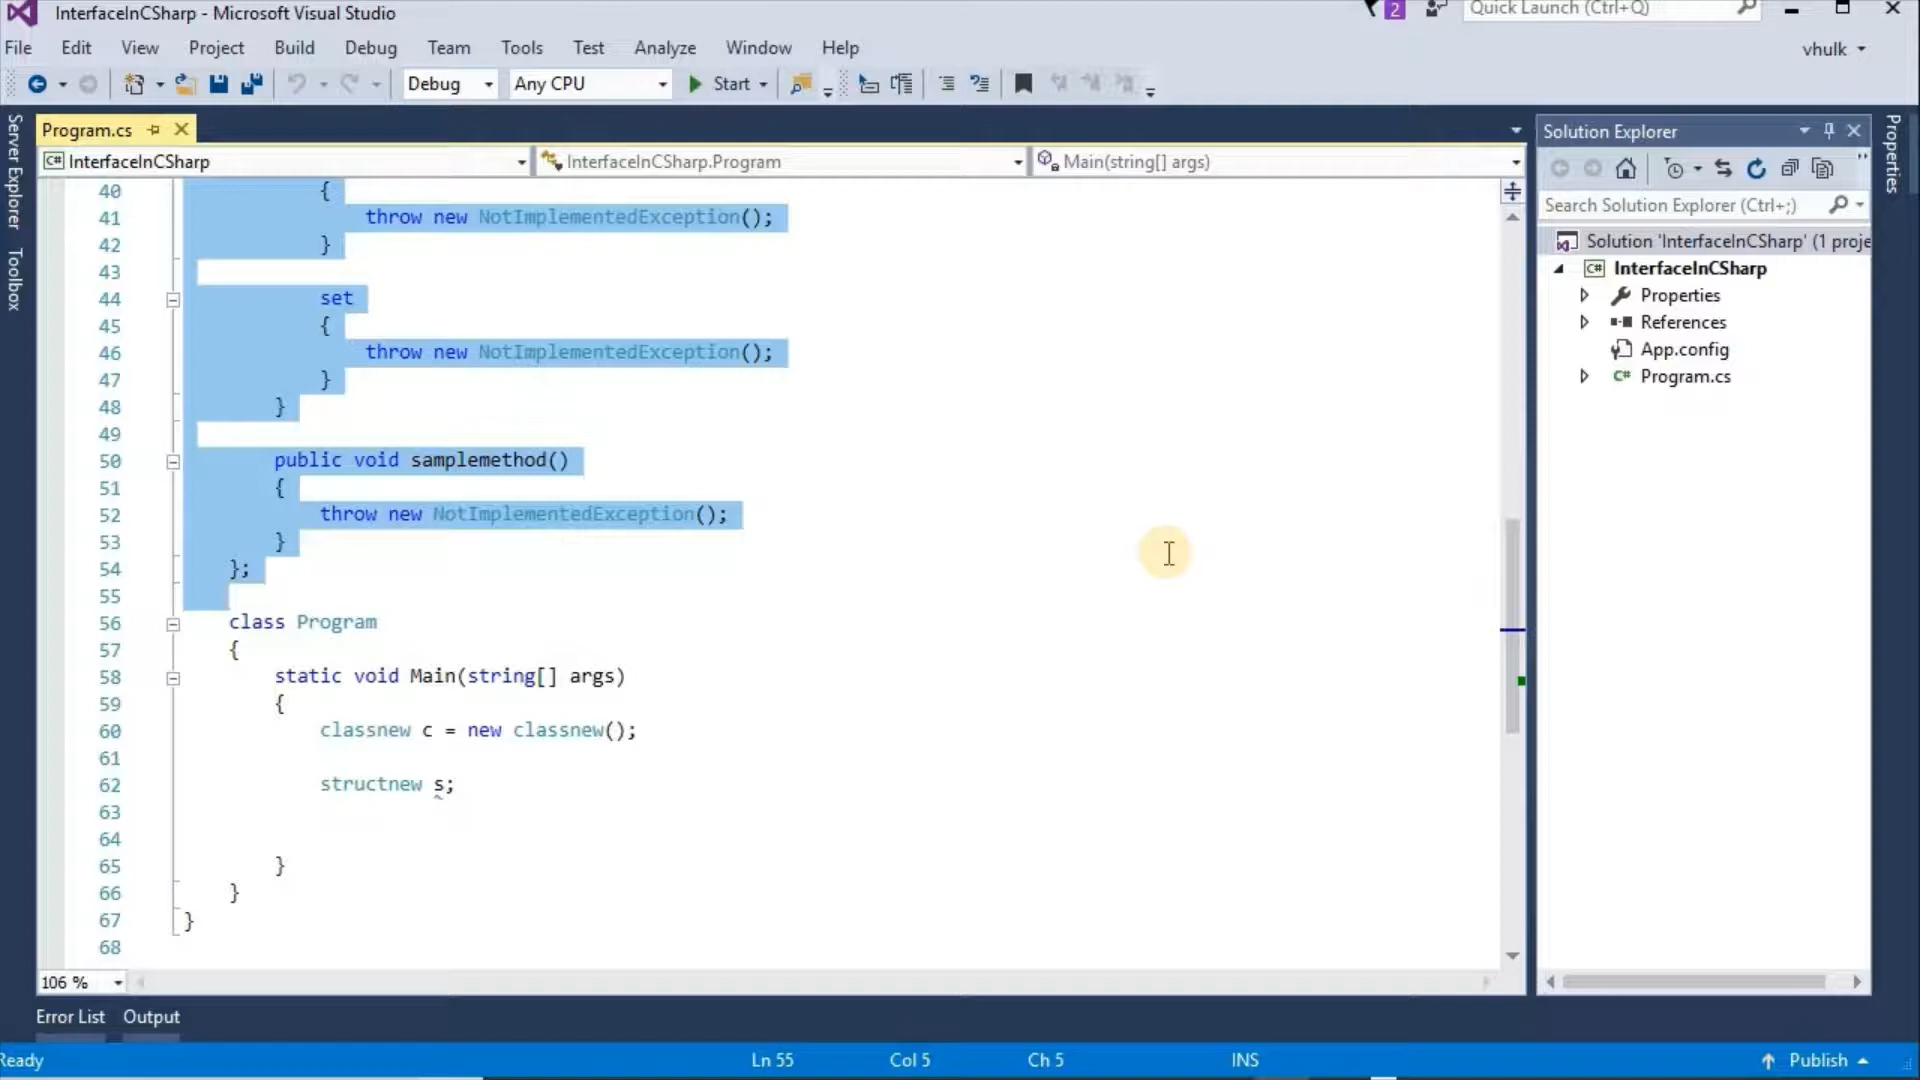 InterfaceInCSharp - Microsoft Visual Studio
2
Quick Launch (Ctrl+Q)
File Edit View Project Build Debug Team Tools Test Analyze Window Help
vhulk
Debug Any CPU Start
Server Explorer
Toolbox
Program.cs
InterfaceInCSharp InterfaceInCSharp.Program Main(string[] args)
40 {
41 throw new NotImplementedException();
42 }
43
44 set
45 {
46 throw new NotImplementedException();
47 }
48 }
49
50 public void samplemethod()
51 {
52 throw new NotImplementedException();
53 }
54 };
55
56 class Program
57 {
58 static void Main(string[] args)
59 {
60 classnew c = new classnew();
61
62 structnew s;
63
64
65 }
66 }
67 }
68
106 %
Solution Explorer
Search Solution Explorer (Ctrl+;)
Solution 'InterfaceInCSharp' (1 proje
C# InterfaceInCSharp
Properties
References
App.config
C# Program.cs
Properties
Error List Output
Ready Ln 55 Col 5 Ch 5 INS Publish